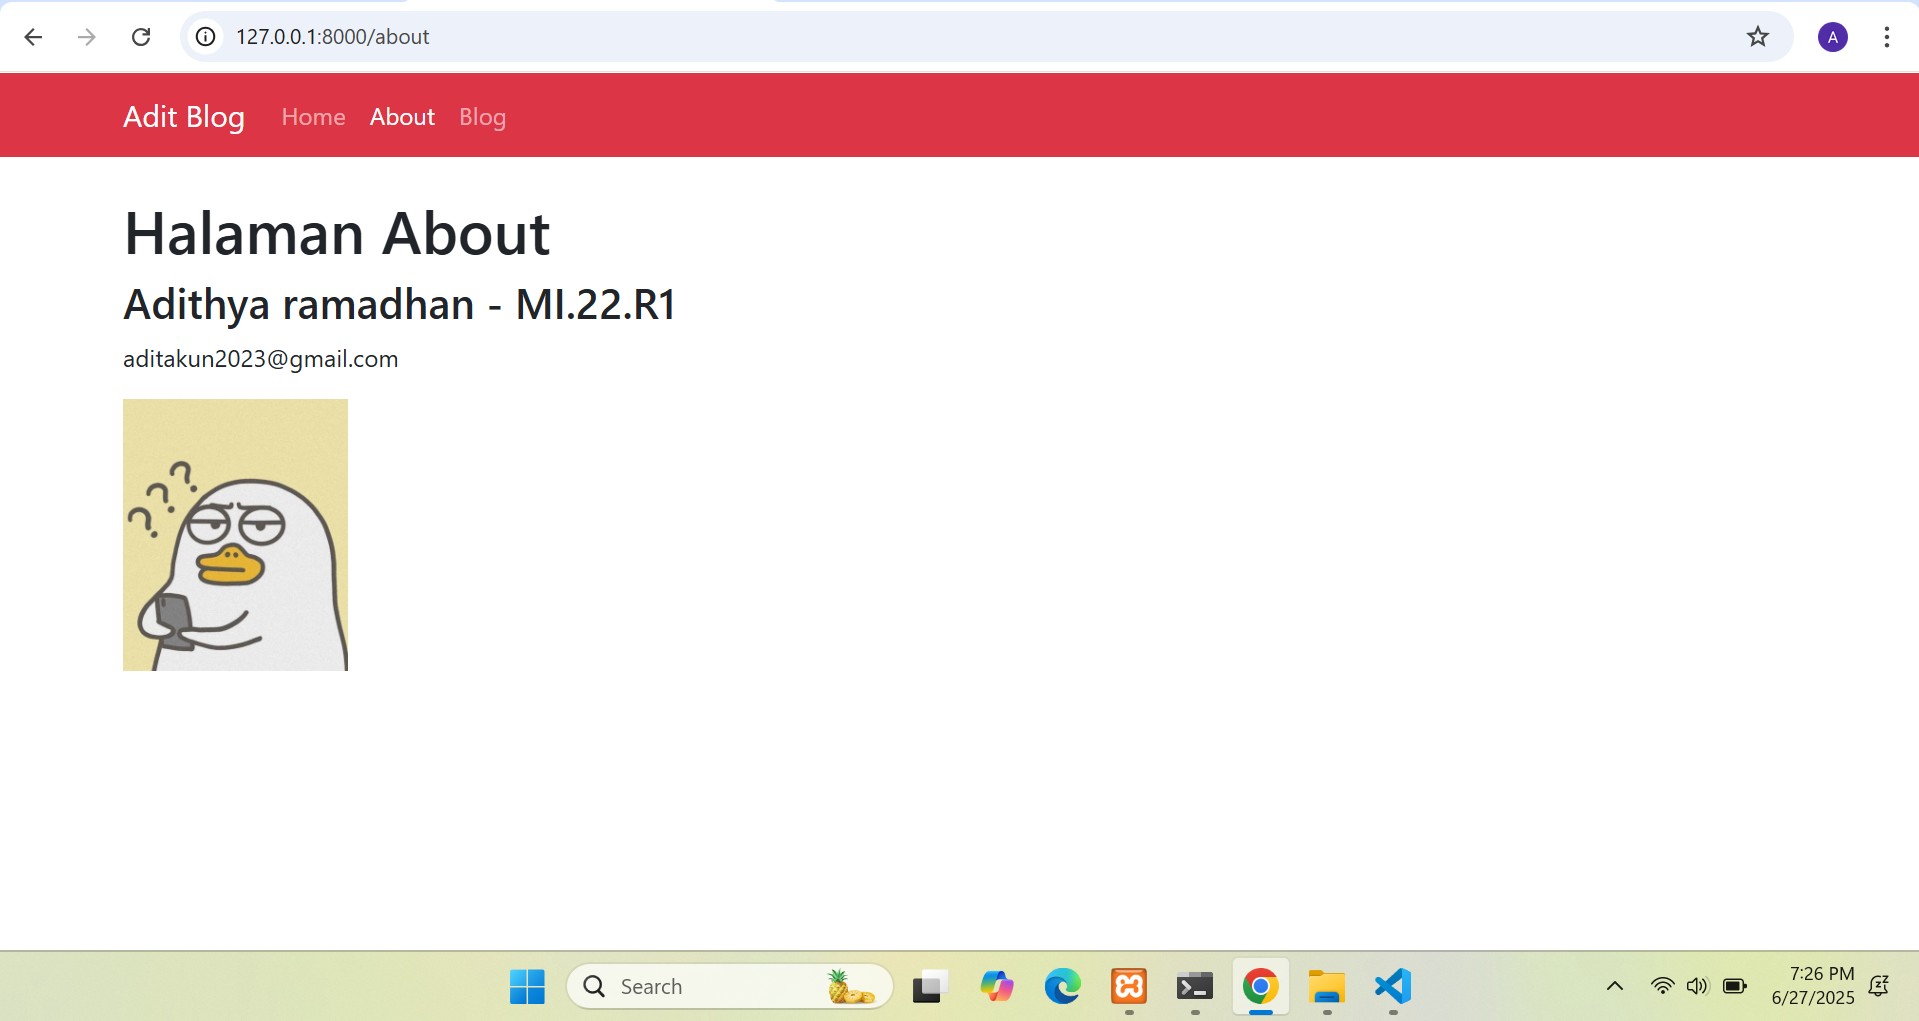 127.0.0.1:8000/about
A
Adit Blog Home About Blog
Halaman About
Adithya ramadhan - MI.22.R1
aditakun2023@gmail.com
? ? ?
Search
7:26 PM
6/27/2025